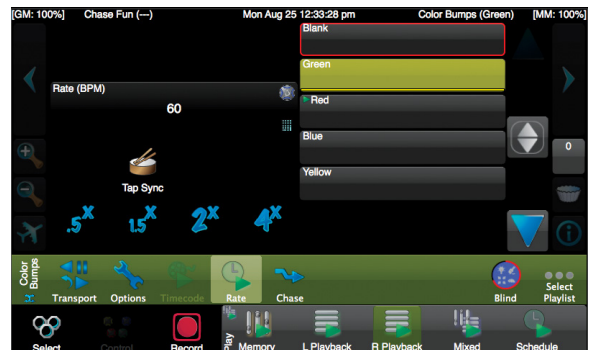 [GM: 100%] Chase Fun (---) Mon Aug 25 12:33:28 pm Color Bumps (Green) [MM: 100%]
Blank
Green
Rate (BPM)
60
Red
Blue
0
Tap Sync
Yellow
.5x 1.5x 2x 4x
Color Bumps
Transport Options Timecode Rate Chase Blind Select Playlist
Select Control Record Play Memory L Playback R Playback Mixed Schedule